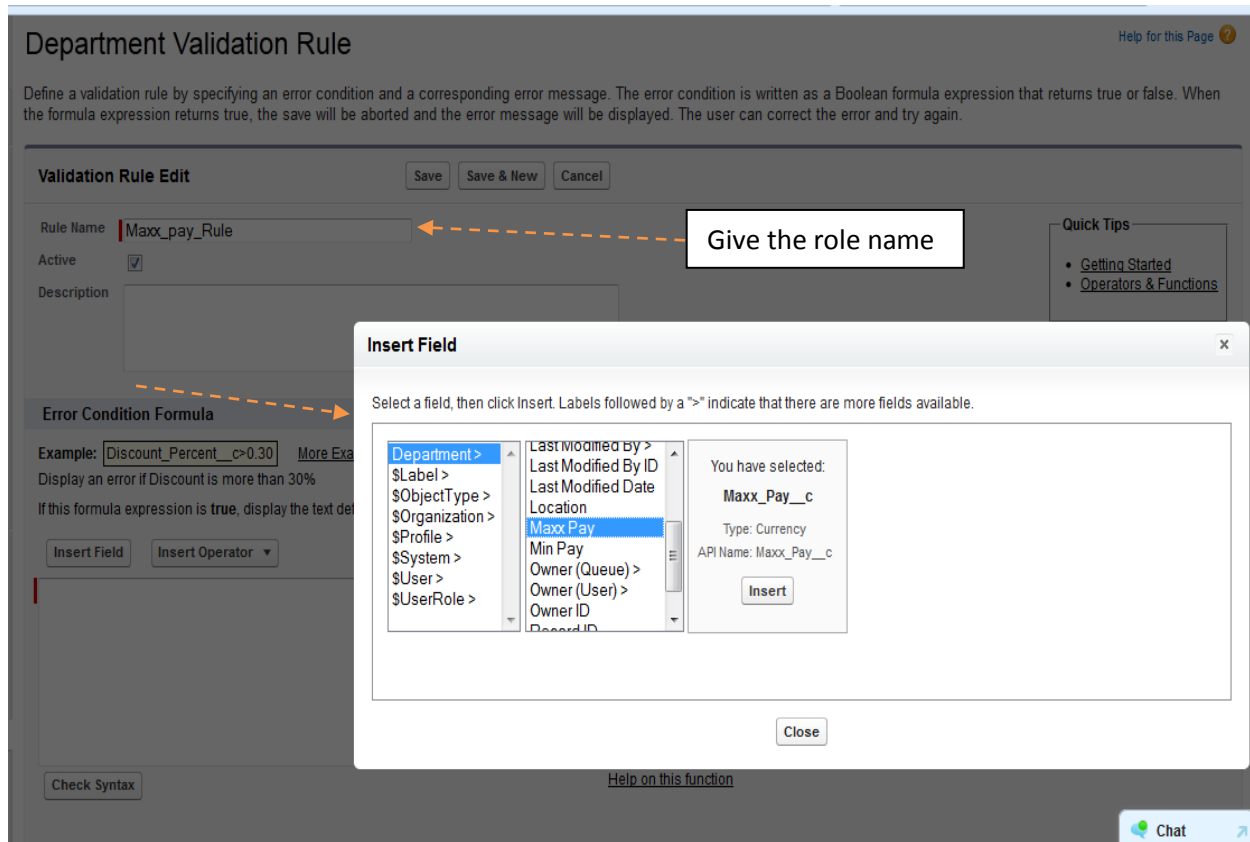 Department Validation Rule
Help for this Page
Define a validation rule by specifying an error condition and a corresponding error message. The error condition is written as a Boolean formula expression that returns true or false. When
the formula expression returns true, the save will be aborted and the error message will be displayed. The user can correct the error and try again.
Validation Rule Edit
Save
Save & New
Cancel
Rule Name
Maxx_pay_Rule
Give the role name
Quick Tips
Active
Getting Started
Description
Operators & Functions
Insert Field
x
Select a field, then click Insert. Labels followed by a ">" indicate that there are more fields available.
Error Condition Formula
Example: Discount_Percent__c>0.30 More Exa
Display an error if Discount is more than 30%
If this formula expression is true, display the text def
Insert Field
Insert Operator
Department >
$Label >
$ObjectType >
$Organization >
$Profile >
$System >
$User >
$UserRole >
Last Modified By >
Last Modified By ID
Last Modified Date
Location
Maxx Pay
Min Pay
Owner (Queue) >
Owner (User) >
Owner ID
Record ID
You have selected:
Maxx_Pay__c
Type: Currency
API Name: Maxx_Pay__c
Insert
Close
Check Syntax
Help on this function
Chat